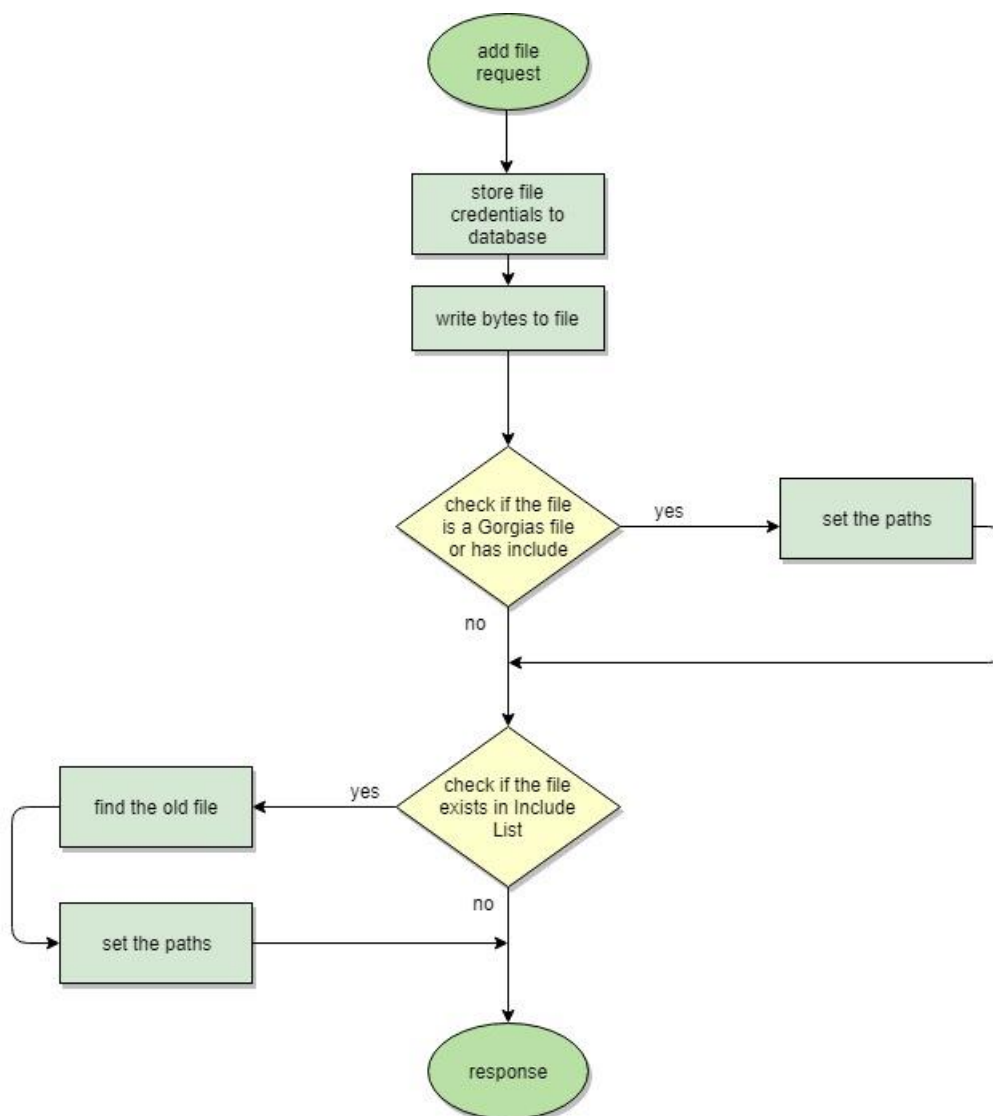 add file
request
store file
credentials to
database
write bytes to file
check if the file
is a Gorgias file
or has include
yes
set the paths
no
check if the file
exists in Include
List
yes
find the old file
no
set the paths
response